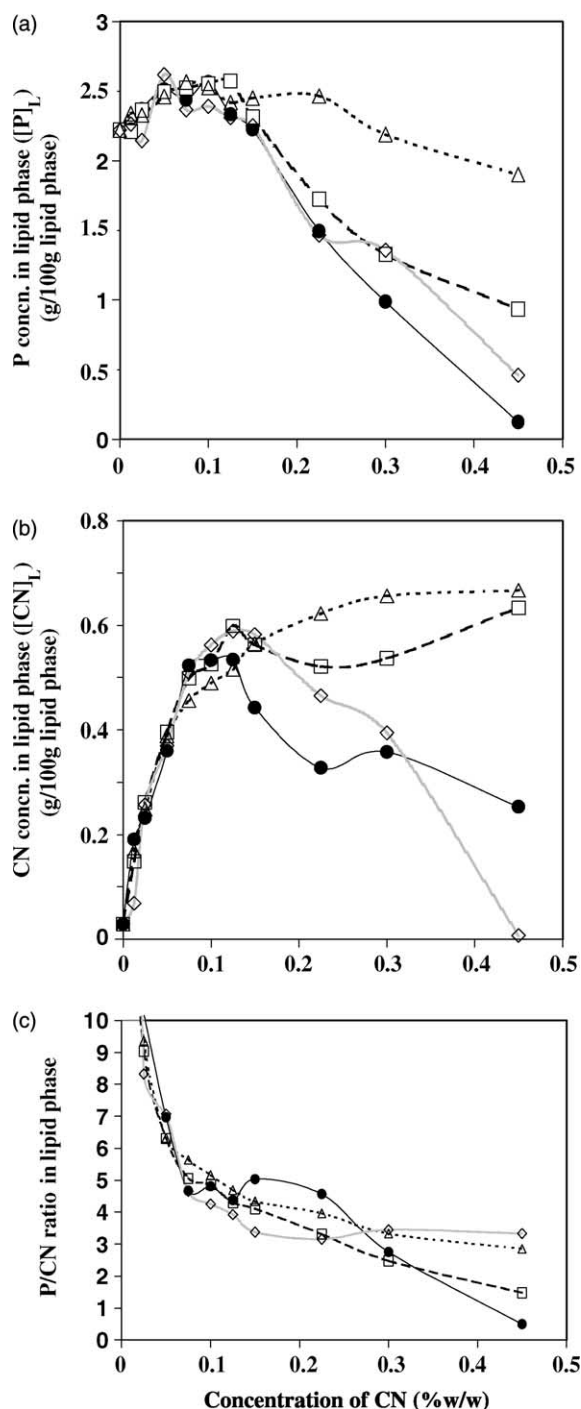 (a)
3
2.5
2
1.5
1
0.5
0
P concn. in lipid phase ([P]L)
(g/100g lipid phase)
0 0.1 0.2 0.3 0.4 0.5
(b)
0.8
0.6
0.4
0.2
0
CN concn. in lipid phase ([CN]L)
(g/100g lipid phase)
0 0.1 0.2 0.3 0.4 0.5
(c)
10
9
8
7
6
5
4
3
2
1
0
P/CN ratio in lipid phase
0 0.1 0.2 0.3 0.4 0.5
Concentration of CN (%w/w)